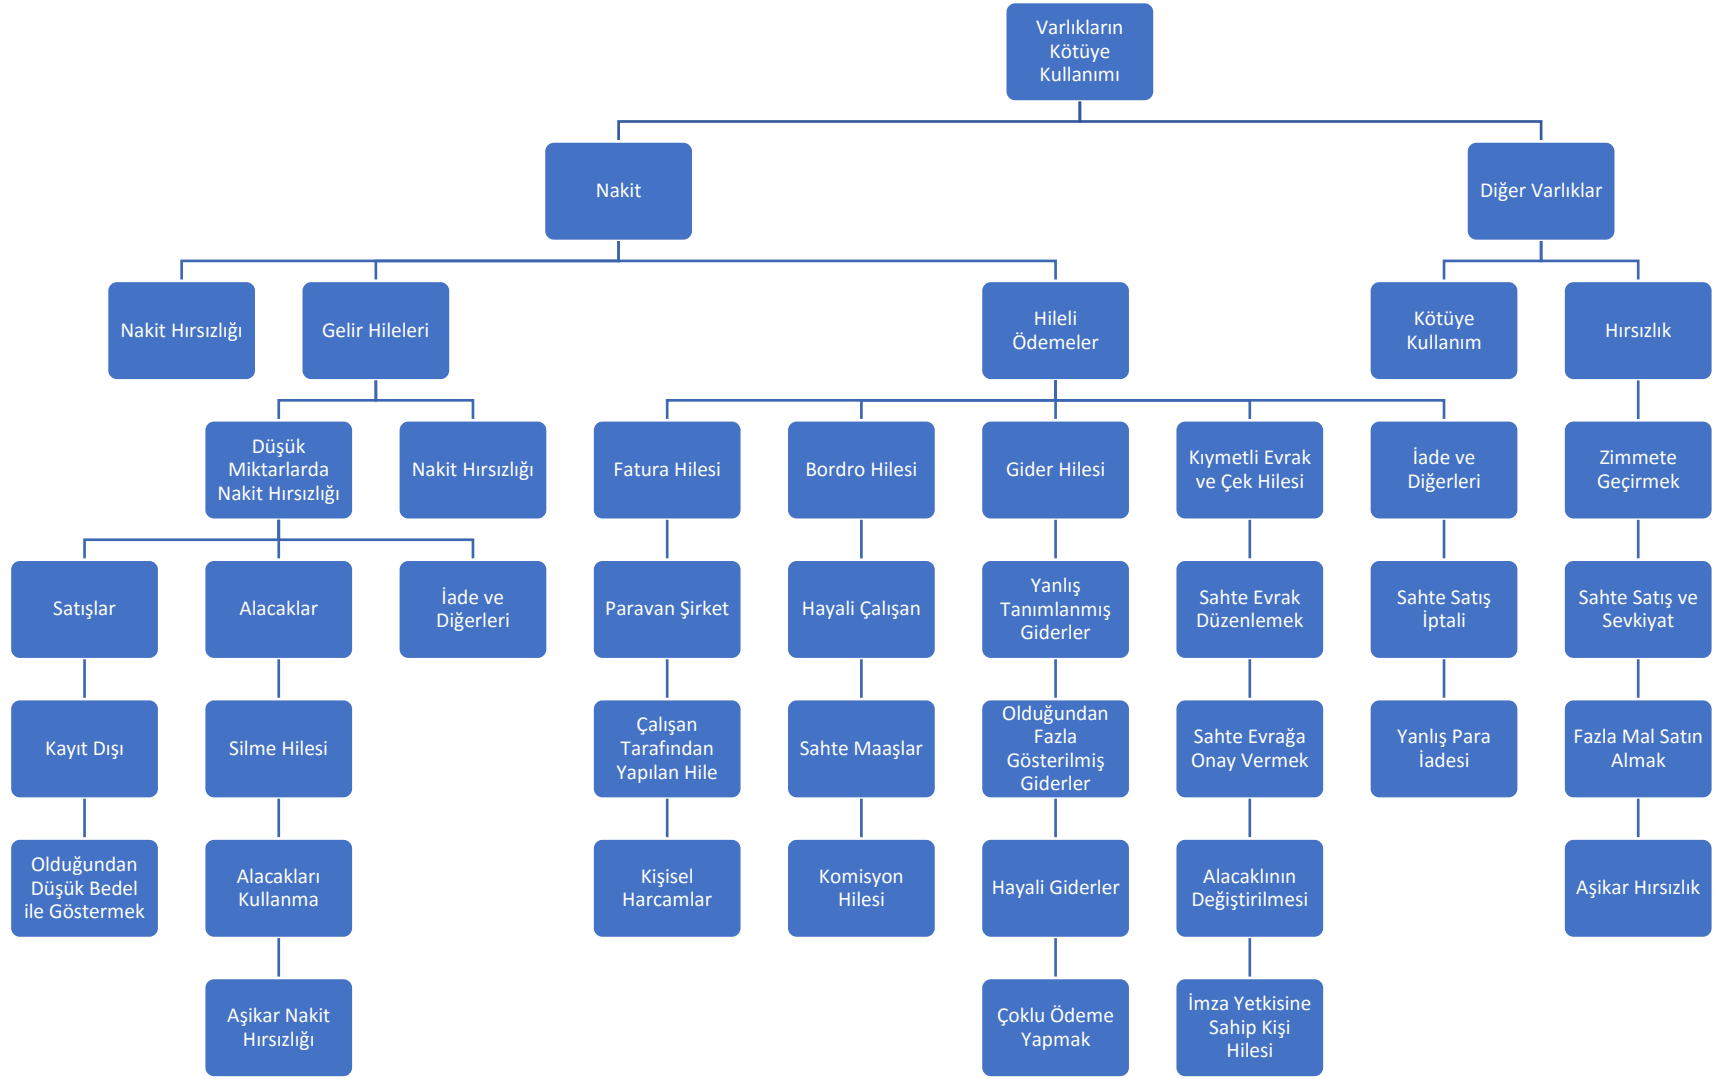 Varlıkların
Kötüye
Kullanımı
Nakit
Diğer Varlıklar
Nakit Hırsızlığı
Gelir Hileleri
Hileli
Ödemeler
Kötüye
Kullanım
Hırsızlık
Düşük
Miktarlarda
Nakit Hırsızlığı
Nakit Hırsızlığı
Fatura Hilesi
Bordro Hilesi
Gider Hilesi
Kıymetli Evrak
ve Çek Hilesi
İade ve
Diğerleri
Zimmete
Geçirmek
Satışlar
Alacaklar
İade ve
Diğerleri
Paravan Şirket
Hayali Çalışan
Yanlış
Tanımlanmış
Giderler
Sahte Evrak
Düzenlemek
Sahte Satış
İptali
Sahte Satış ve
Sevkiyat
Kayıt Dışı
Silme Hilesi
Çalışan
Tarafından
Yapılan Hile
Sahte Maaşlar
Olduğundan
Fazla
Gösterilmiş
Giderler
Sahte Evrağa
Onay Vermek
Yanlış Para
İadesi
Fazla Mal Satın
Almak
Olduğundan
Düşük Bedel
ile Göstermek
Alacakları
Kullanma
Kişisel
Harcamlar
Komisyon
Hilesi
Hayali Giderler
Alacaklının
Değiştirilmesi
Aşikar Hırsızlık
Aşikar Nakit
Hırsızlığı
Çoklu Ödeme
Yapmak
İmza Yetkisine
Sahip Kişi
Hilesi